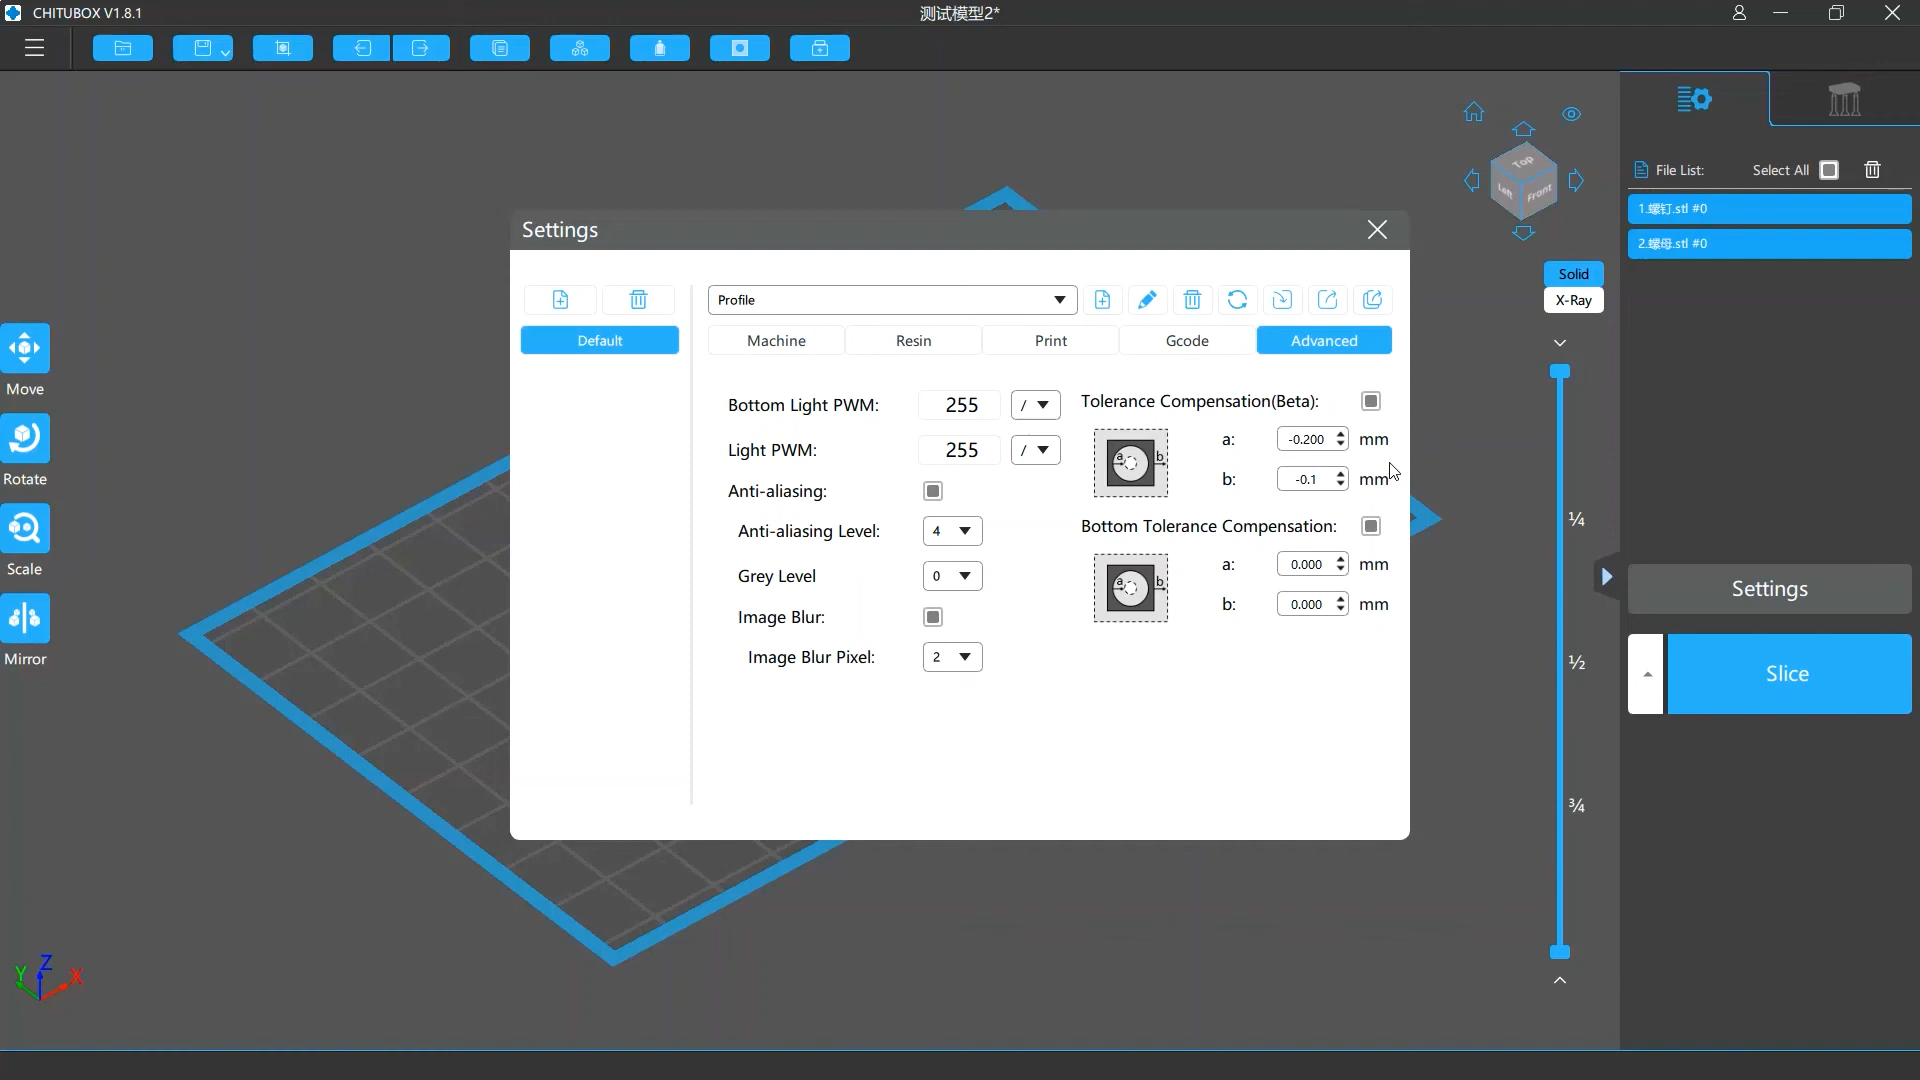 CHITUBOX V1.8.1
测试模型2*
Top
Left
Front
File List:
Select All
1.螺钉.stl #0
2.螺母.stl #0
Solid
X-Ray
¼
½
¾
Settings
Slice
Move
Rotate
Scale
Mirror
Z
Y
X
Settings
Default
Profile
Machine
Resin
Print
Gcode
Advanced
Bottom Light PWM:
255
/
Light PWM:
255
/
Anti-aliasing:
Anti-aliasing Level:
4
Grey Level
0
Image Blur:
Image Blur Pixel:
2
Tolerance Compensation(Beta):
a
b
a:
-0.200
mm
b:
-0.1
mm
Bottom Tolerance Compensation:
a
b
a:
0.000
mm
b:
0.000
mm